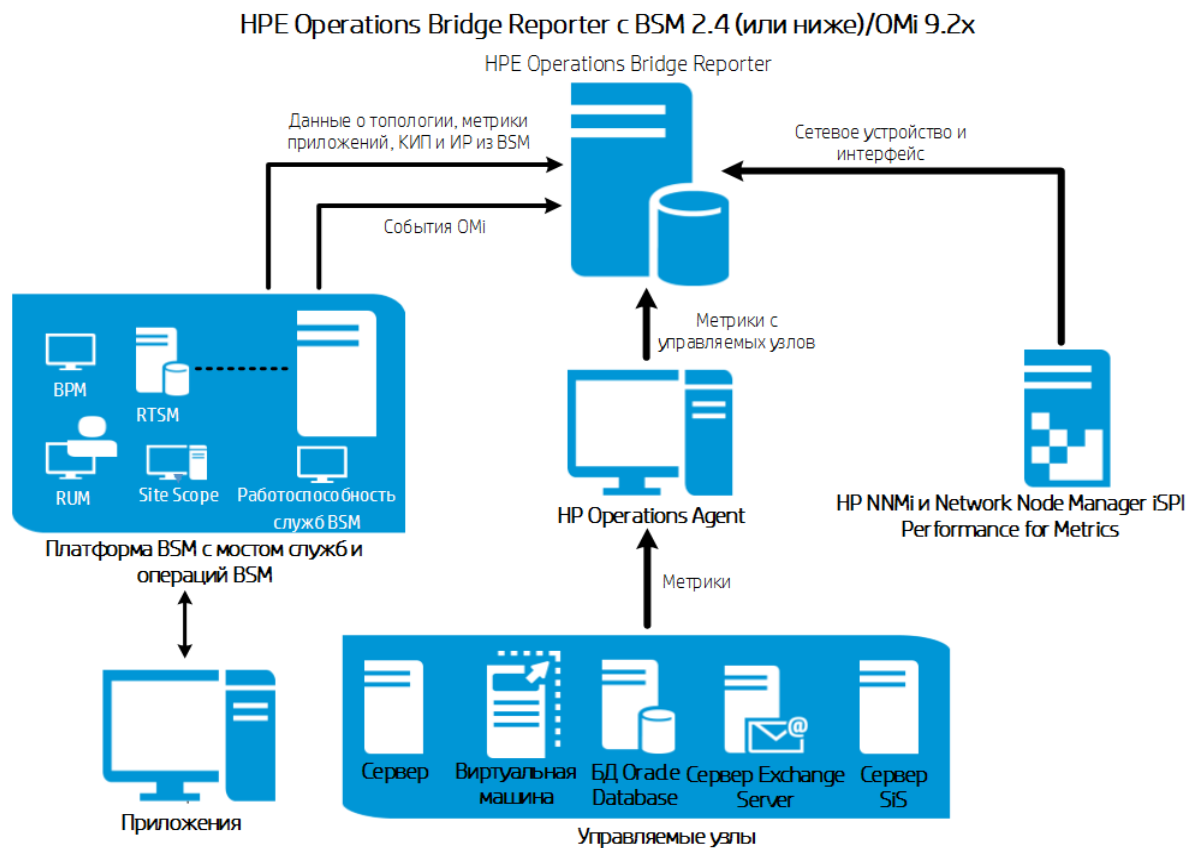 HPE Operations Bridge Reporter с BSM 2.4 (или ниже)/OMi 9.2x
HPE Operations Bridge Reporter
Данные о топологии, метрики
приложений, КИП и ИР из BSM
Сетевое устройство и
интерфейс
События OMi
Метрики с
управляемых узлов
BPM
RTSM
RUM
Site Scope
Работоспособность
служб BSM
Платформа BSM с мостом служб и
операций BSM
HP Operations Agent
HP NNMi и Network Node Manager iSPI
Performance for Metrics
Метрики
Приложения
Сервер
Виртуальная
машина
БД Oracle
Database
Сервер Exchange
Server
@
Сервер
SiS
Управляемые узлы